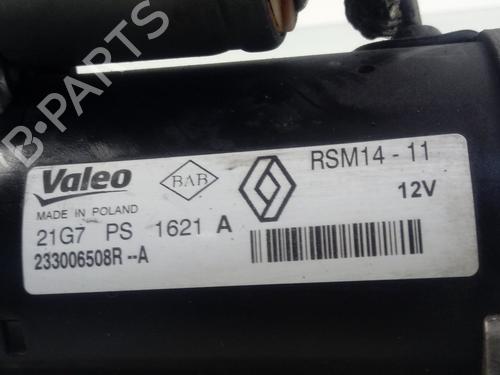 B-PARTS
Valeo
BAB
RSM14 - 11
MADE IN POLAND
12V
21G7 PS 1621 A
233006508R --A